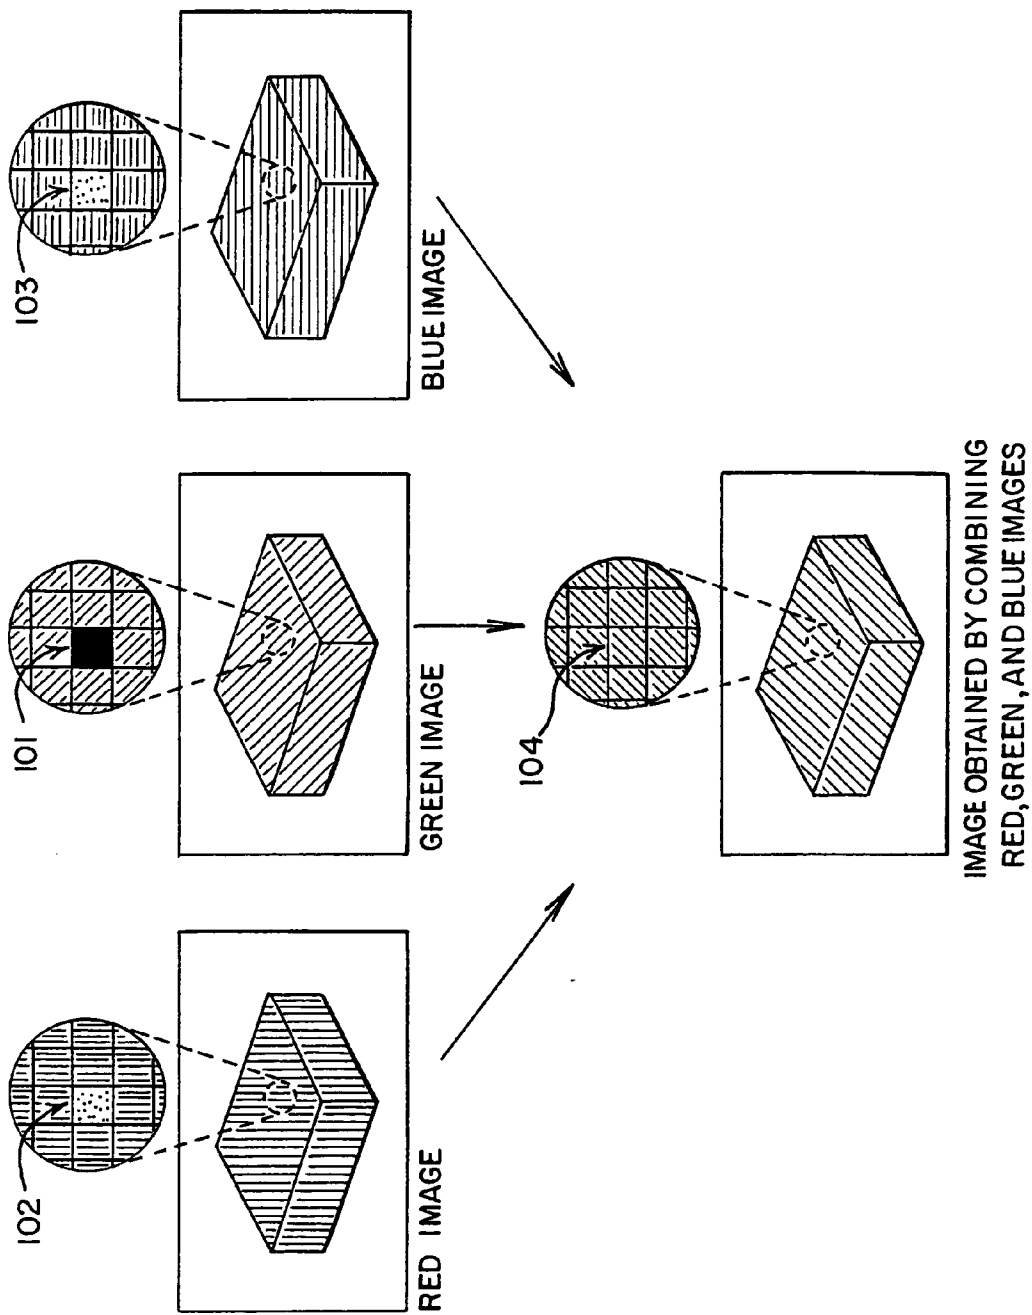 102
101
103
RED IMAGE
GREEN IMAGE
BLUE IMAGE
104
IMAGE OBTAINED BY COMBINING
RED, GREEN, AND BLUE IMAGES